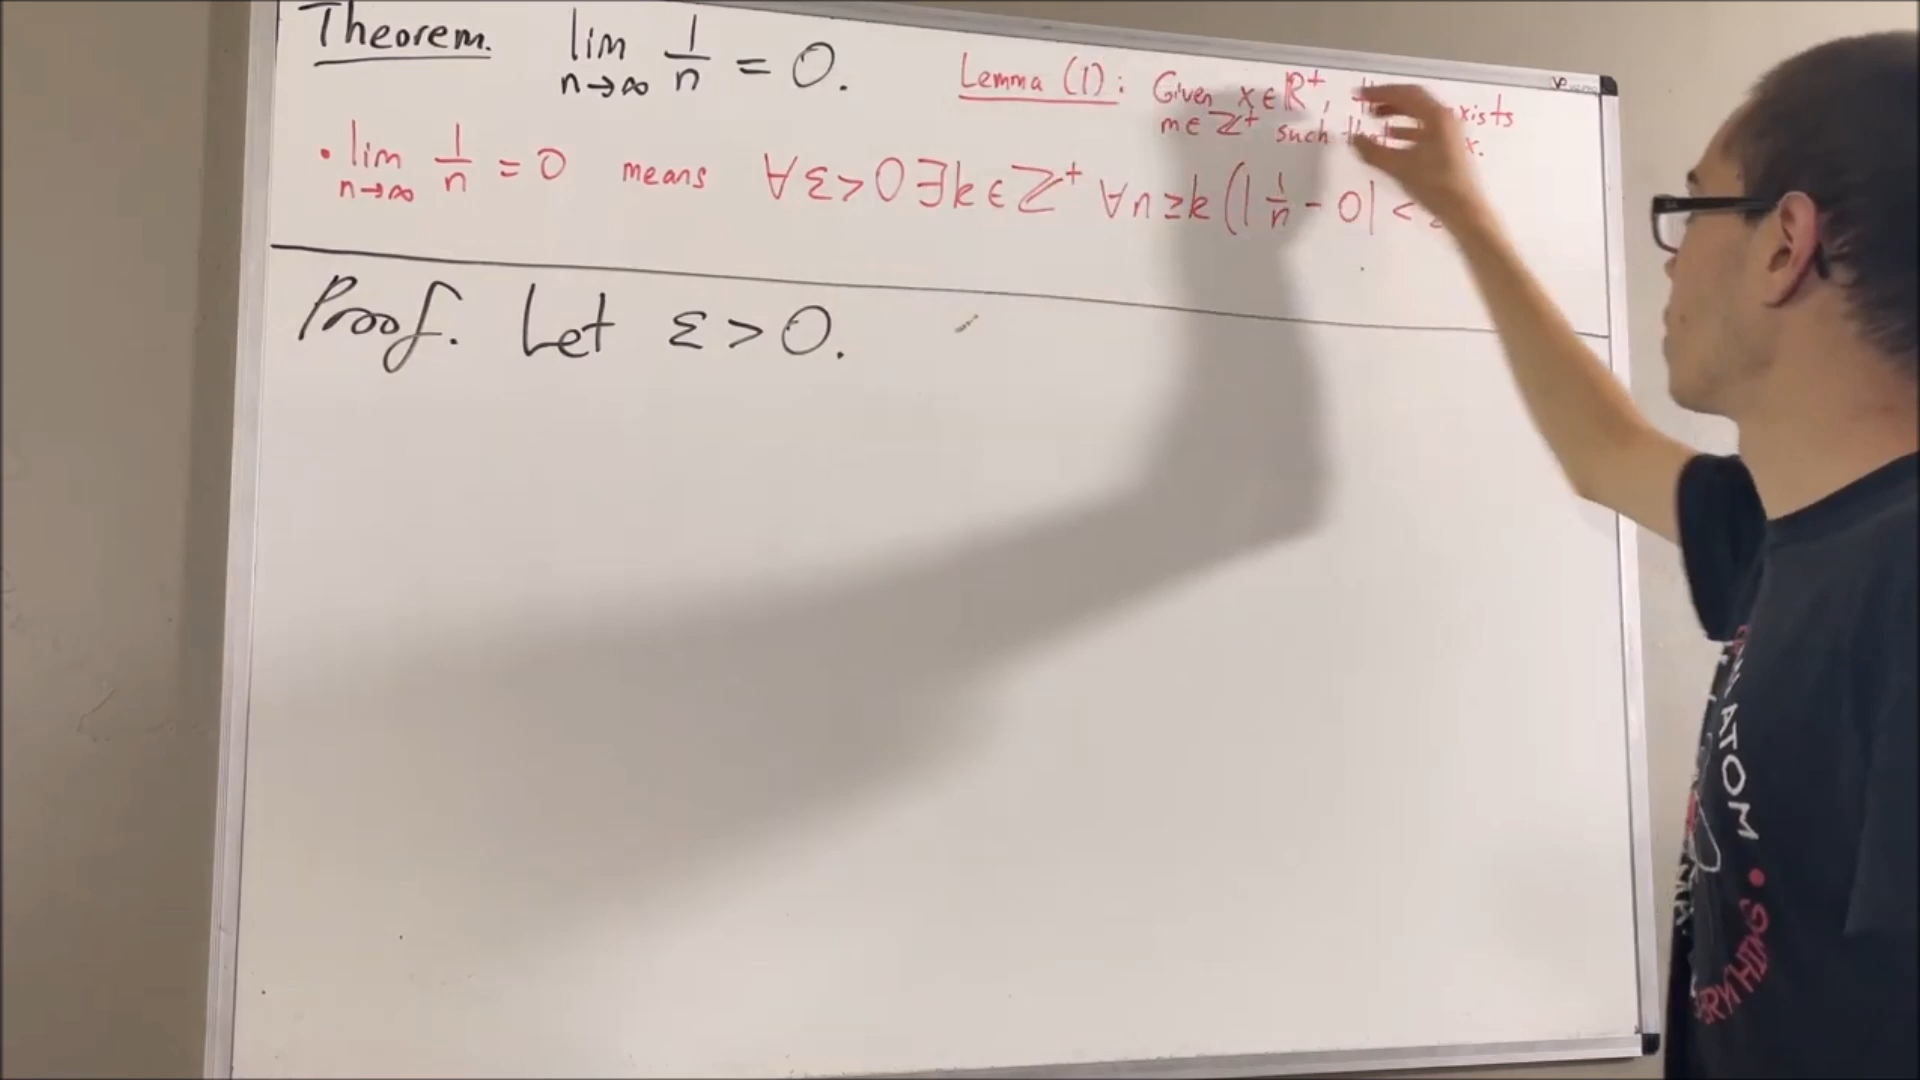 Theorem. lim n→∞ 1/n = 0.
Lemma (1): Given x∈ℝ⁺, exists
m∈ℤ⁺ such that x.
• lim n→∞ 1/n = 0 means ∀ε>0∃k∈ℤ⁺ ∀n≥k(|1/n - 0| <
Proof. Let ε>0.
ATOM